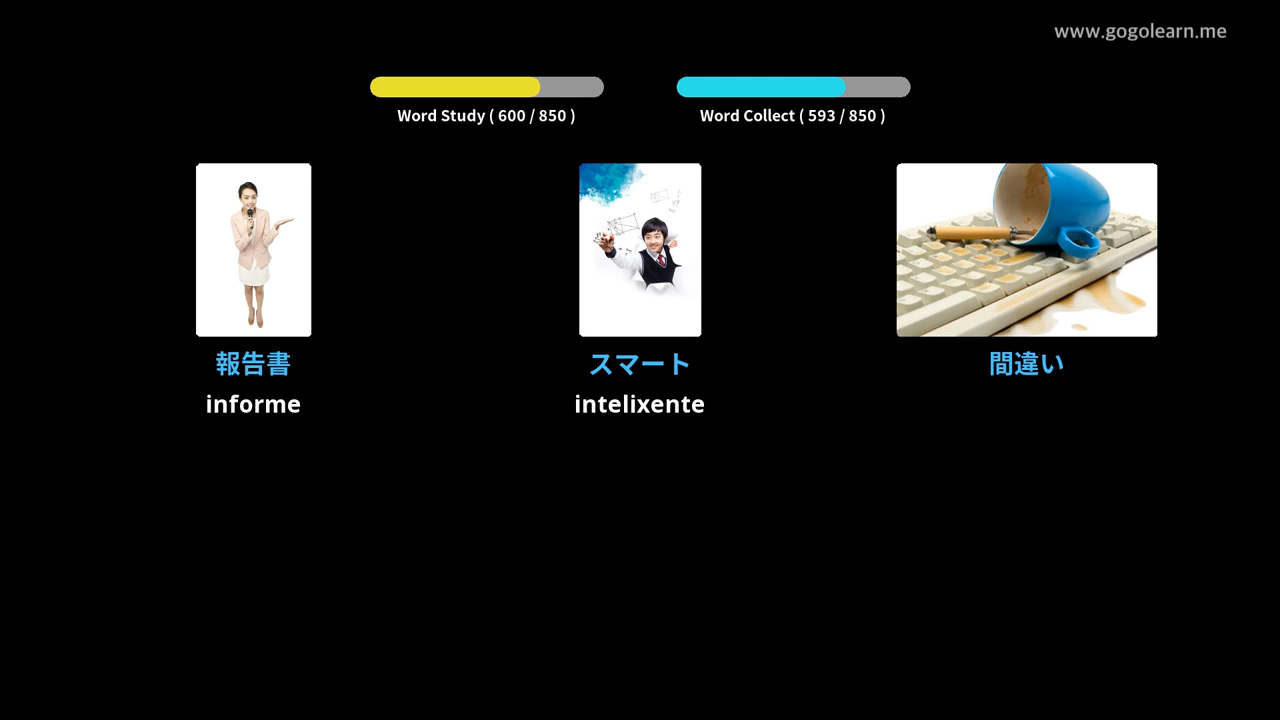 www.gogolearn.me
Word Study ( 600 / 850 )
Word Collect ( 593 / 850 )
報告書
スマート
間違い
informe
intelixente